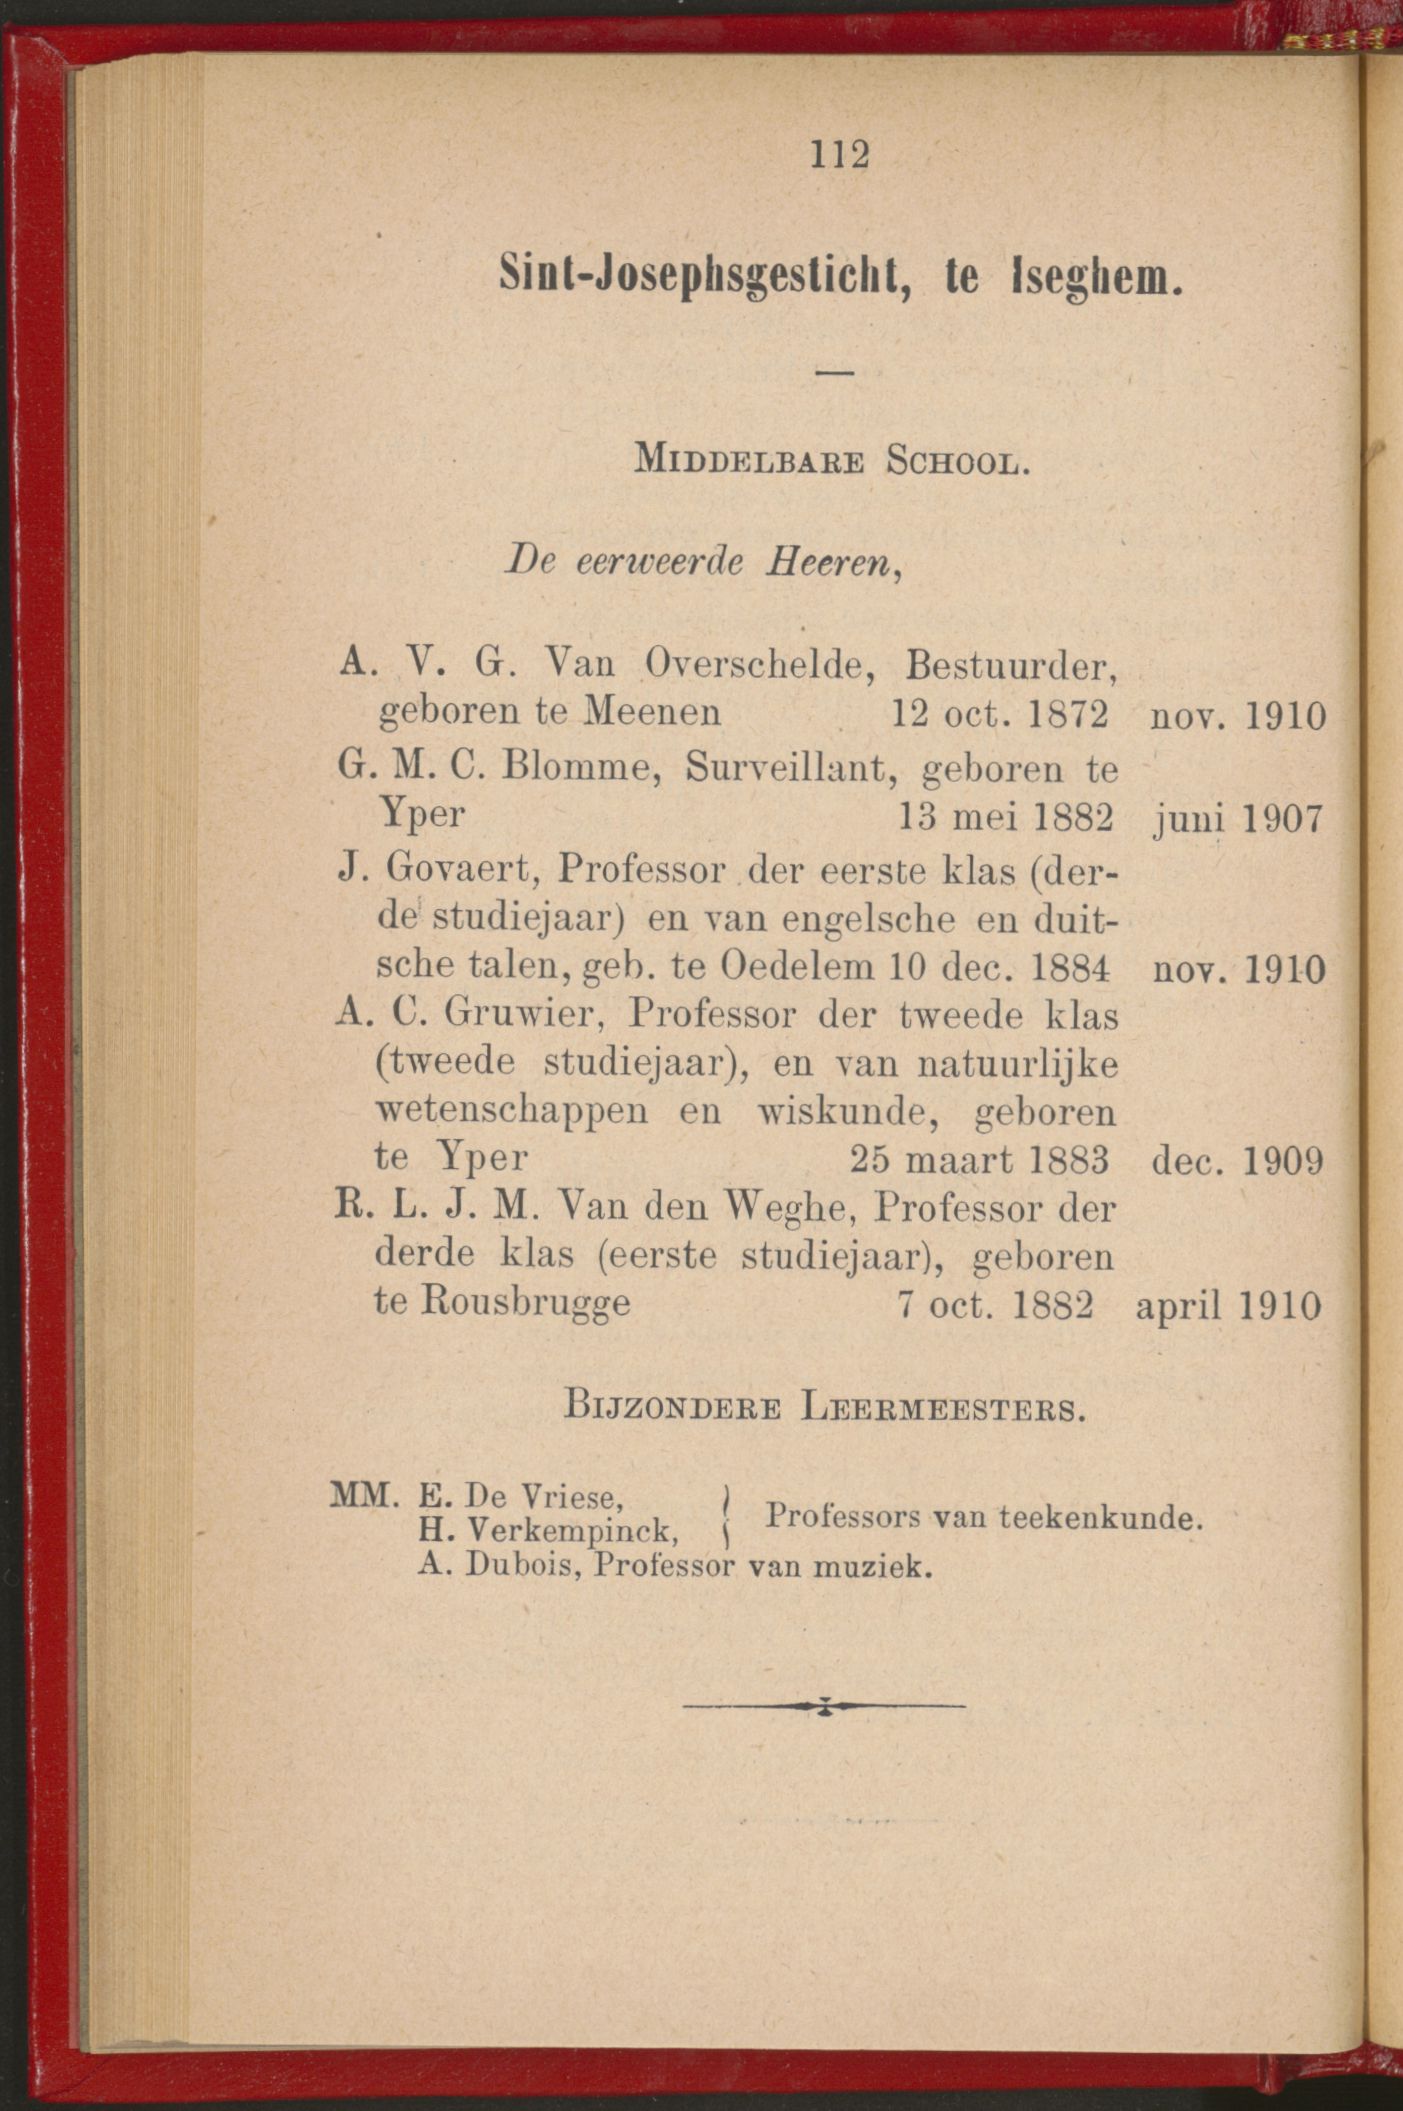 112
Sint-Josephsgesticht, te Iseghem.
—
MIDDELBARE SCHOOL.
De eerweerde Heeren,
A. V. G. Van Overschelde, Bestuurder,
geboren te Meenen 12 oct. 1872 nov. 1910
G. M. C. Blomme, Surveillant, geboren te
Yper 13 mei 1882 juni 1907
J. Govaert, Professor der eerste klas (der-
de studiejaar) en van engelsche en duit-
sche talen, geb. te Oedelem 10 dec. 1884 nov. 1910
A. C. Gruwier, Professor der tweede klas
(tweede studiejaar), en van natuurlijke
wetenschappen en wiskunde, geboren
te Yper 25 maart 1883 dec. 1909
R. L. J. M. Van den Weghe, Professor der
derde klas (eerste studiejaar), geboren
te Rousbrugge 7 oct. 1882 april 1910
BIJZONDERE LEERMEESTERS.
MM. E. De Vriese,
H. Verkempinck, } Professors van teekenkunde.
A. Dubois, Professor van muziek.